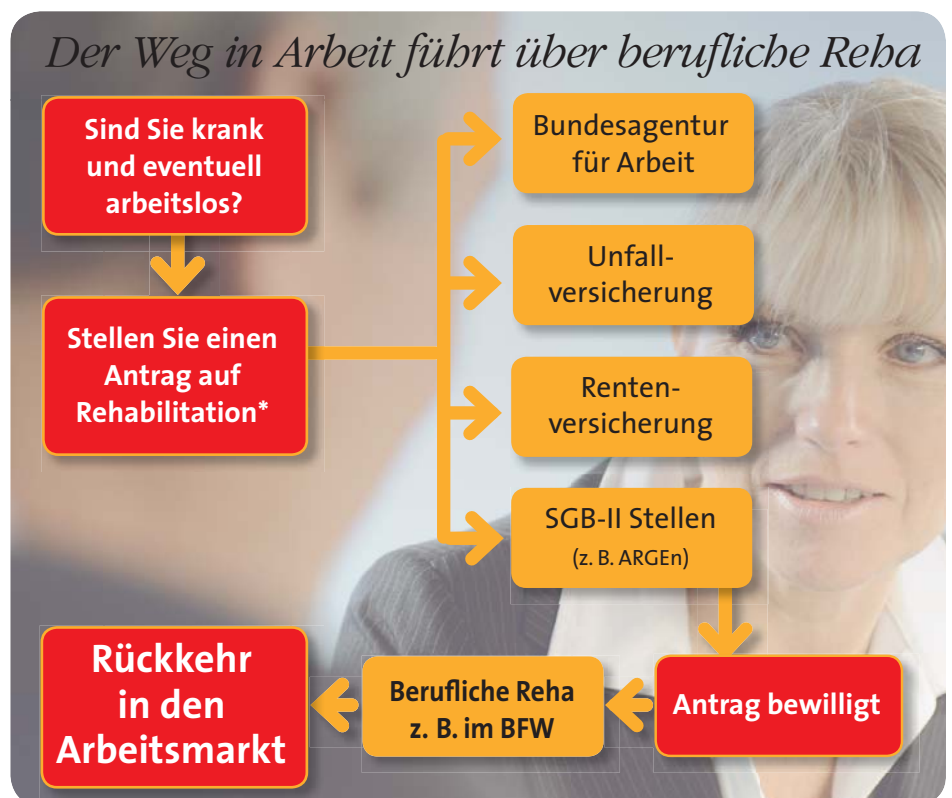 Der Weg in Arbeit führt über berufliche Reha
Sind Sie krank
und eventuell
arbeitslos?
Stellen Sie einen
Antrag auf
Rehabilitation*
Bundesagentur
für Arbeit
Unfall-
versicherung
Renten-
versicherung
SGB-II Stellen
(z. B. ARGEn)
Antrag bewilligt
Berufliche Reha
z. B. im BFW
Rückkehr
in den
Arbeitsmarkt